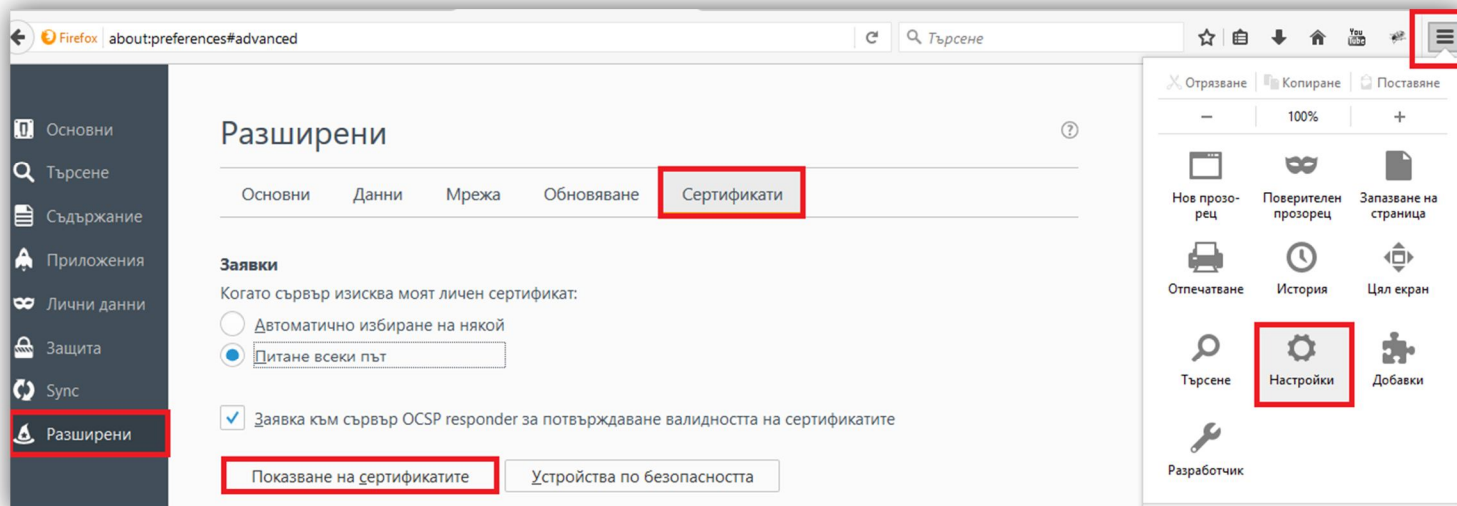 Firefox about:preferences#advanced
Търсене
You
Tube
Основни
Търсене
Съдържание
Приложения
Лични данни
Защита
Sync
Разширени
Разширени
?
Основни Данни Мрежа Обновяване Сертификати
Заявки
Когато сървър изисква моят личен сертификат:
Автоматично избиране на някой
Питане всеки път
Заявка към сървър OCSP responder за потвърждаване валидността на сертификатите
Показване на сертификатите Устройства по безопасността
Отрязване Копиране Поставяне
− 100% +
Нов прозо-
рец
Поверителен
прозорец
Запазване на
страница
Отпечатване История Цял екран
Търсене Настройки Добавки
Разработчик